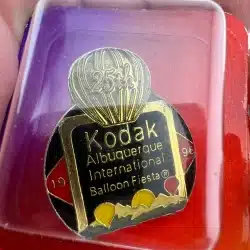 25th
Kodak
Albuquerque
International
Balloon Fiesta®
19 96